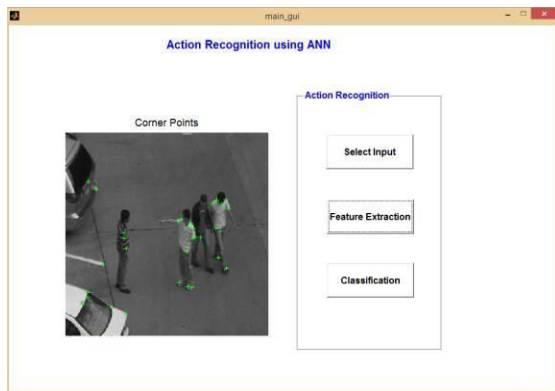 main_gui
Action Recognition using ANN
Action Recognition
Corner Points
Select Input
Feature Extraction
Classification